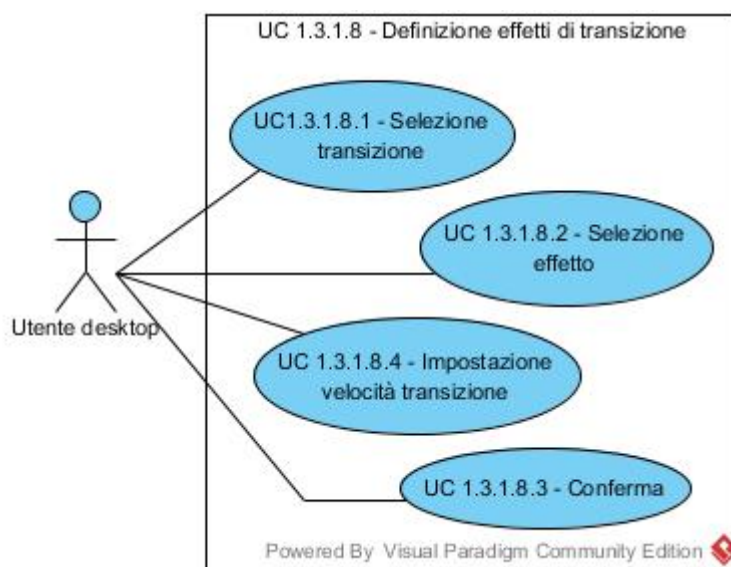 UC 1.3.1.8 - Definizione effetti di transizione
UC1.3.1.8.1 - Selezione
transizione
UC 1.3.1.8.2 - Selezione
effetto
Utente desktop
UC 1.3.1.8.4 - Impostazione
velocità transizione
UC 1.3.1.8.3 - Conferma
Powered By Visual Paradigm Community Edition